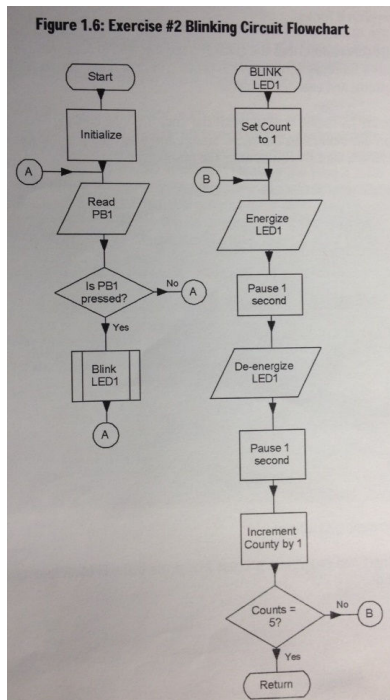 Figure 1.6: Exercise #2 Blinking Circuit Flowchart
Start
Initialize
A
Read
PB1
Is PB1
pressed?
No
A
Yes
Blink
LED1
A
BLINK
LED1
Set Count
to 1
B
Energize
LED1
Pause 1
second
De-energize
LED1
Pause 1
second
Increment
County by 1
Counts =
5?
No
B
Yes
Return